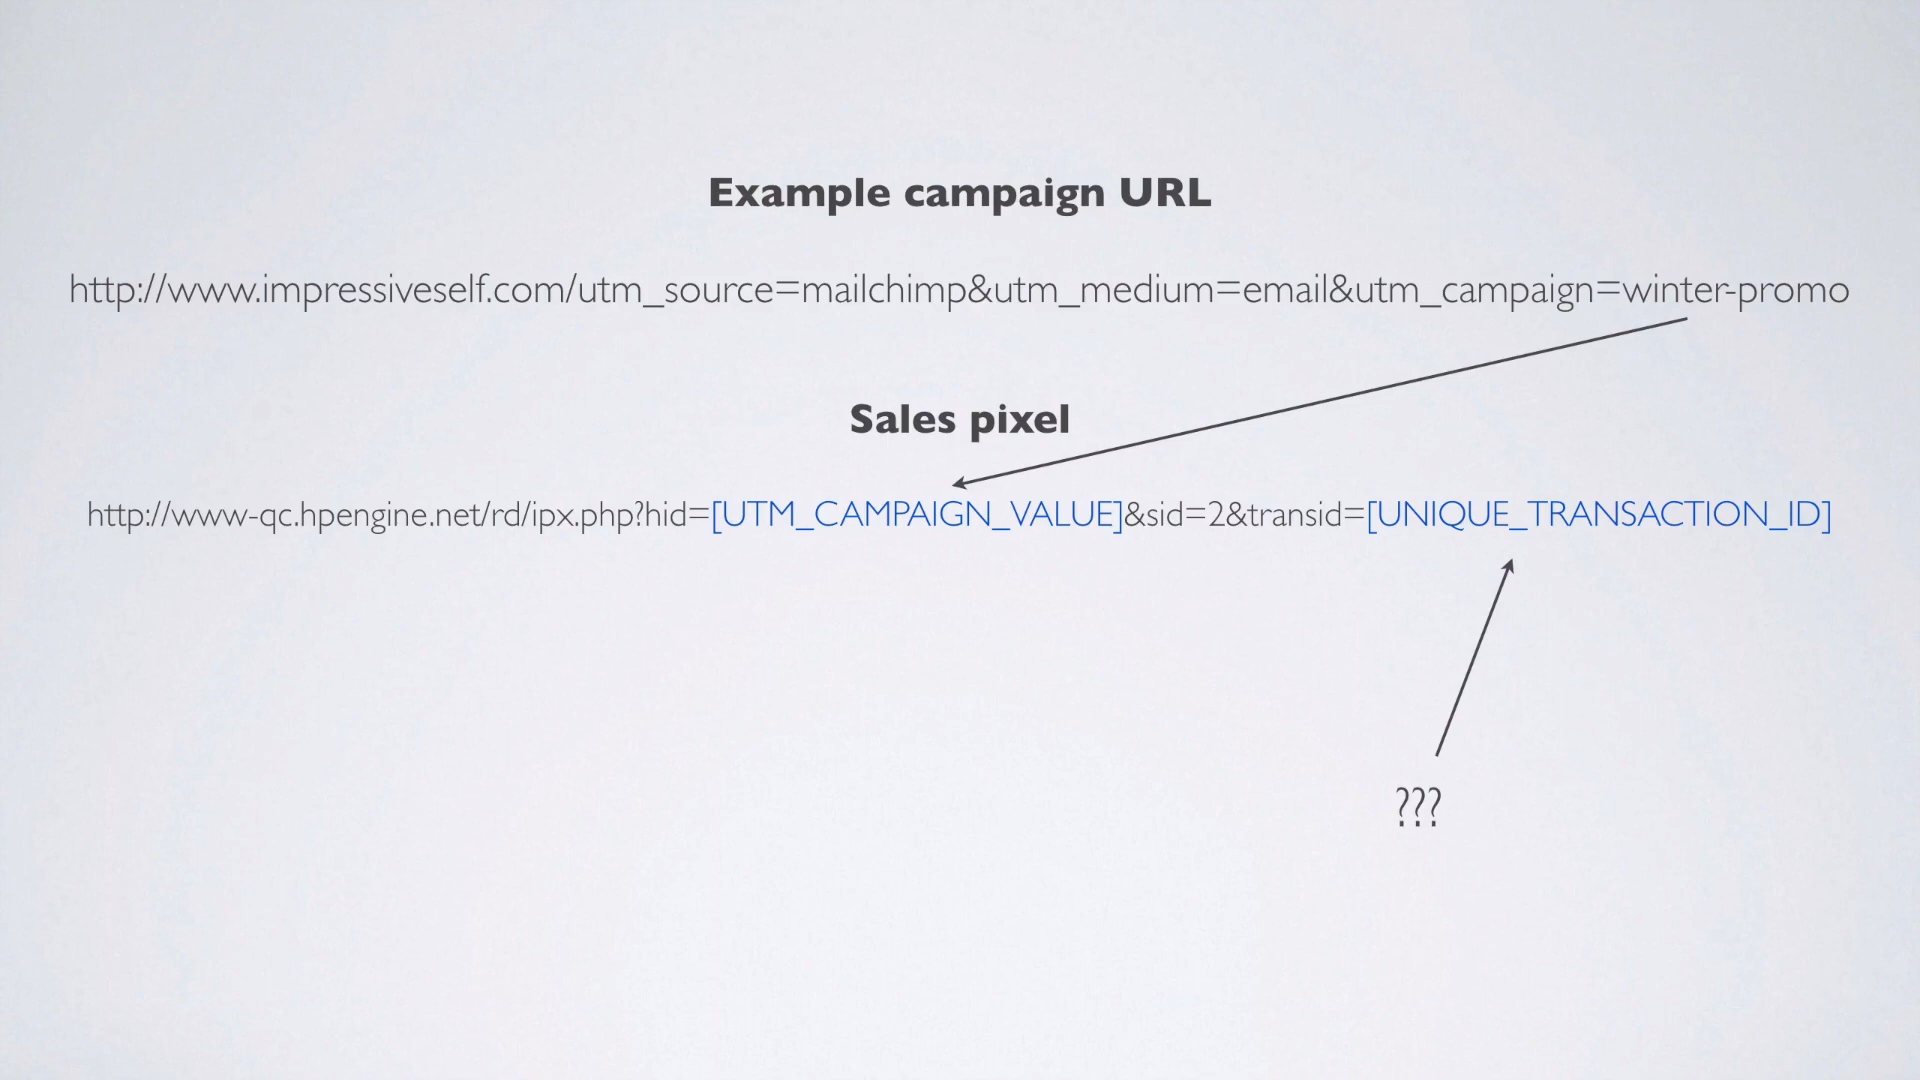 Example campaign URL
http://www.impressiveself.com/utm_source=mailchimp&utm_medium=email&utm_campaign=winter-promo
Sales pixel
http://www-qc.hpengine.net/rd/ipx.php?hid=[UTM_CAMPAIGN_VALUE]&sid=2&transid=[UNIQUE_TRANSACTION_ID]
???